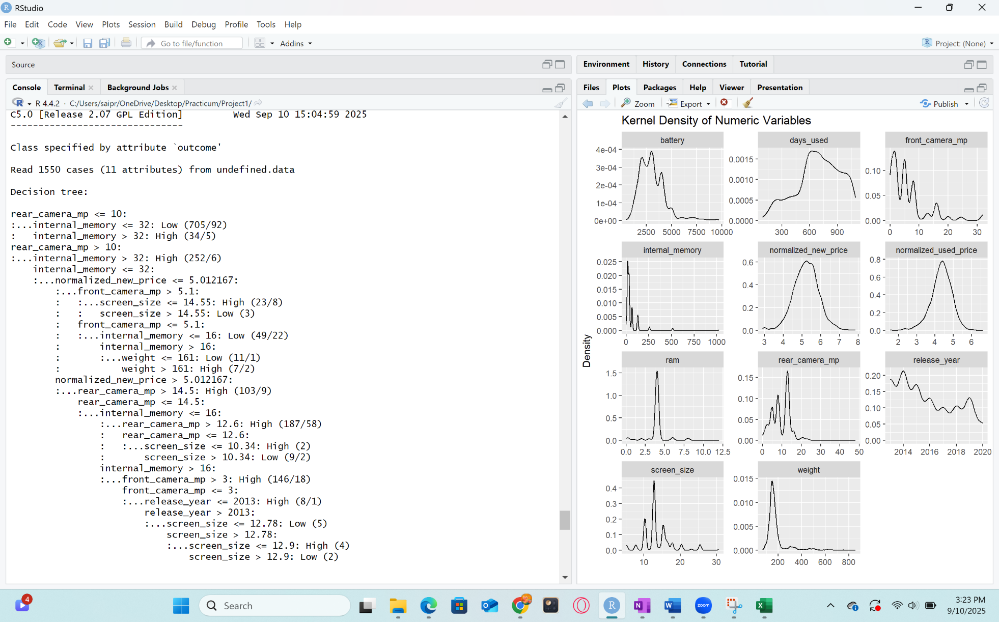 RStudio
File Edit Code View Plots Session Build Debug Profile Tools Help
Go to file/function Addins Project: (None)
Source
Console Terminal Background Jobs
R 4.4.2 · C:/Users/saipr/OneDrive/Desktop/Practicum/Project1/
C5.0 [Release 2.07 GPL Edition] Wed Sep 10 15:04:59 2025
-------------------------------
Class specified by attribute `outcome'
Read 1550 cases (11 attributes) from undefined.data
Decision tree:
rear_camera_mp <= 10:
:...internal_memory <= 32: Low (705/92)
:   internal_memory > 32: High (34/5)
rear_camera_mp > 10:
:...internal_memory > 32: High (252/6)
    internal_memory <= 32:
    :...normalized_new_price <= 5.012167:
        :...front_camera_mp > 5.1:
        :   :...screen_size <= 14.55: High (23/8)
        :   :   screen_size > 14.55: Low (3)
        :   front_camera_mp <= 5.1:
        :   :...internal_memory <= 16: Low (49/22)
        :       internal_memory > 16:
        :       :...weight <= 161: Low (11/1)
        :           weight > 161: High (7/2)
        normalized_new_price > 5.012167:
        :...rear_camera_mp > 14.5: High (103/9)
            rear_camera_mp <= 14.5:
            :...internal_memory <= 16:
                :...rear_camera_mp > 12.6: High (187/58)
                :   rear_camera_mp <= 12.6:
                :   :...screen_size <= 10.34: High (2)
                :       screen_size > 10.34: Low (9/2)
                internal_memory > 16:
                :...front_camera_mp > 3: High (146/18)
                    front_camera_mp <= 3:
                    :...release_year <= 2013: High (8/1)
                        release_year > 2013:
                        :...screen_size <= 12.78: Low (5)
                            screen_size > 12.78:
                            :...screen_size <= 12.9: High (4)
                                screen_size > 12.9: Low (2)
Environment History Connections Tutorial
Files Plots Packages Help Viewer Presentation
Zoom Export Publish
Kernel Density of Numeric Variables
Density
battery
4e-04
3e-04
2e-04
1e-04
0e+00
2500 5000 7500 10000
days_used
0.0015
0.0010
0.0005
0.0000
300 600 900
front_camera_mp
0.10
0.05
0.00
0 10 20 30
internal_memory
0.025
0.020
0.015
0.010
0.005
0.000
0 250 500 750 1000
normalized_new_price
0.6
0.4
0.2
0.0
3 4 5 6 7 8
normalized_used_price
0.8
0.6
0.4
0.2
0.0
2 3 4 5 6
ram
1.5
1.0
0.5
0.0
0.0 2.5 5.0 7.5 10.0 12.5
rear_camera_mp
0.15
0.10
0.05
0.00
0 10 20 30 40 50
release_year
0.20
0.15
0.10
0.05
0.00
2014 2016 2018 2020
screen_size
0.4
0.3
0.2
0.1
0.0
10 20 30
weight
0.015
0.010
0.005
0.000
200 400 600 800
4
Search
zoom
3:23 PM
9/10/2025